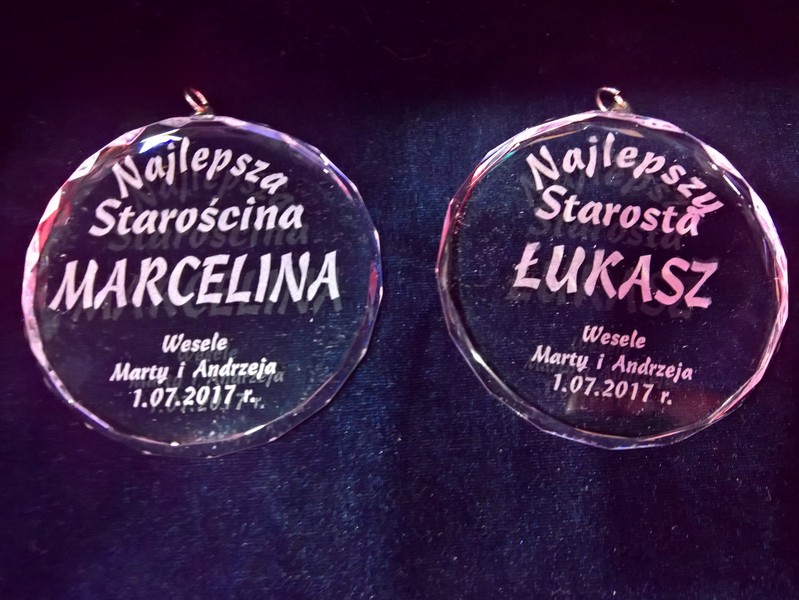 Najlepsza
Starościna
MARCELINA
Wesele
Marty i Andrzeja
1.07.2017 r.
Najlepszy
Starosta
ŁUKASZ
Wesele
Marty i Andrzeja
1.07.2017 r.